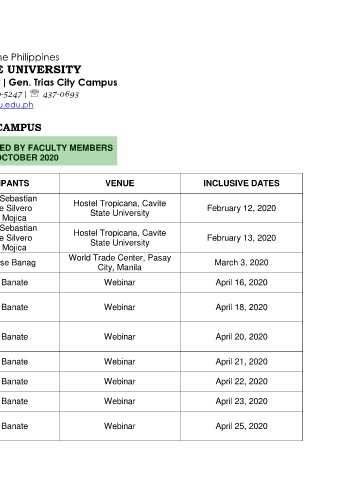 he Philippines
E UNIVERSITY
| Gen. Trias City Campus
-5247 | ☏ 437-0693
u.edu.ph
CAMPUS
ED BY FACULTY MEMBERS
OCTOBER 2020
IPANTS VENUE INCLUSIVE DATES
Sebastian
e Silvero
Mojica
Hostel Tropicana, Cavite
State University
February 12, 2020
Sebastian
e Silvero
Mojica
Hostel Tropicana, Cavite
State University
February 13, 2020
se Banag
World Trade Center, Pasay
City, Manila
March 3, 2020
Banate Webinar April 16, 2020
Banate Webinar April 18, 2020
Banate Webinar April 20, 2020
Banate Webinar April 21, 2020
Banate Webinar April 22, 2020
Banate Webinar April 23, 2020
Banate Webinar April 25, 2020